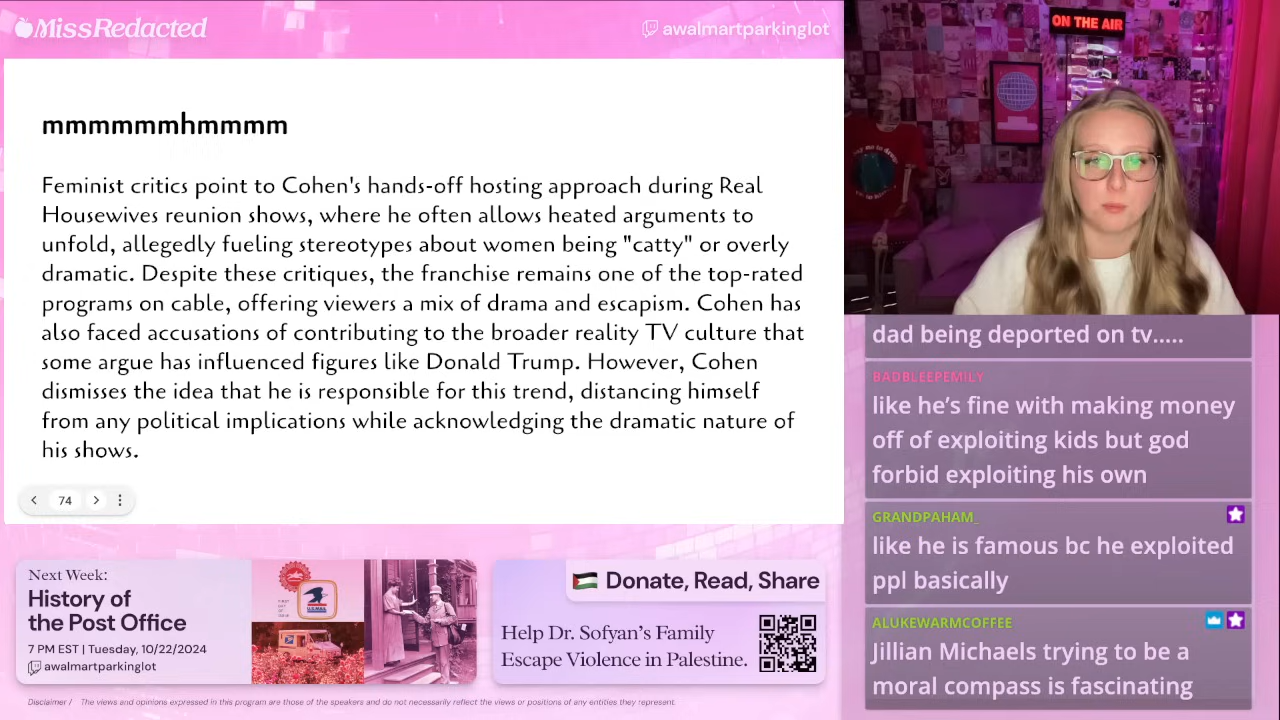 MissRedacted
awalmartparkinglot
ON THE AIR
mmmmmmhmmmm
Feminist critics point to Cohen's hands-off hosting approach during Real
Housewives reunion shows, where he often allows heated arguments to
unfold, allegedly fueling stereotypes about women being "catty" or overly
dramatic. Despite these critiques, the franchise remains one of the top-rated
programs on cable, offering viewers a mix of drama and escapism. Cohen has
also faced accusations of contributing to the broader reality TV culture that
some argue has influenced figures like Donald Trump. However, Cohen
dismisses the idea that he is responsible for this trend, distancing himself
from any political implications while acknowledging the dramatic nature of
his shows.
74
dad being deported on tv.....
BADBLEEPEMILY
like he’s fine with making money
off of exploiting kids but god
forbid exploiting his own
GRANDPAHAM_
like he is famous bc he exploited
ppl basically
ALUKEWARMCOFFEE
Jillian Michaels trying to be a
moral compass is fascinating
Next Week:
History of
the Post Office
7 PM EST | Tuesday, 10/22/2024
awalmartparkinglot
Donate, Read, Share
Help Dr. Sofyan’s Family
Escape Violence in Palestine.
Disclaimer / The views and opinions expressed in this program are those of the speakers and do not necessarily reflect the views or positions of any entities they represent.